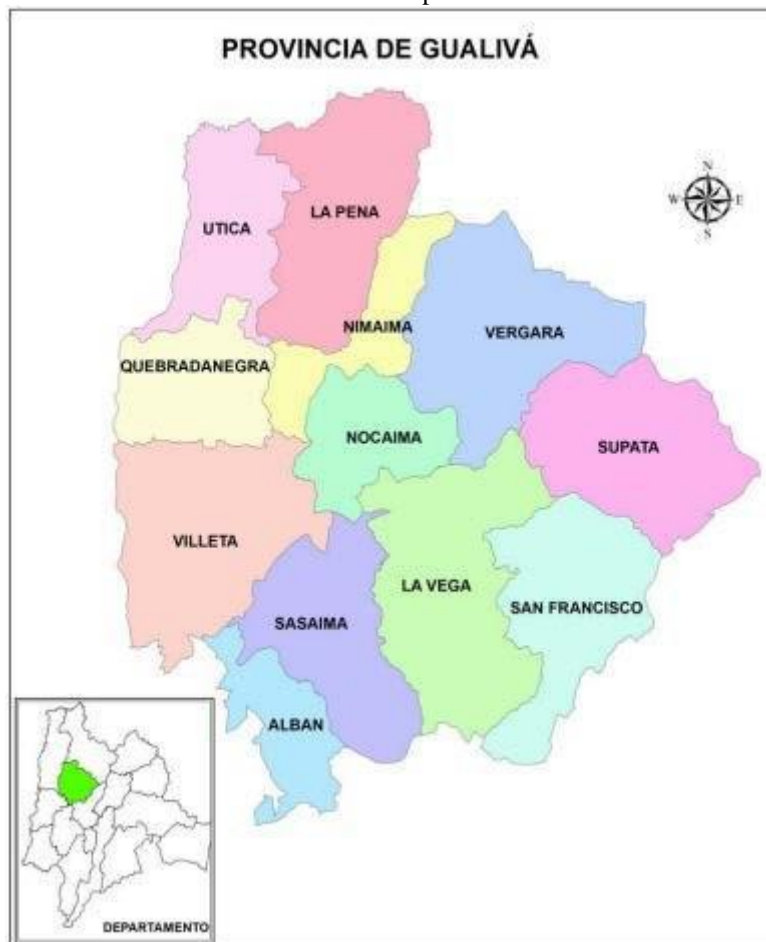 PROVINCIA DE GUALIVÁ
N
W
E
S
LA PENA
UTICA
NIMAIMA
VERGARA
QUEBRADANEGRA
NOCAIMA
SUPATA
VILLETA
LA VEGA
SAN FRANCISCO
SASAIMA
ALBAN
DEPARTAMENTO